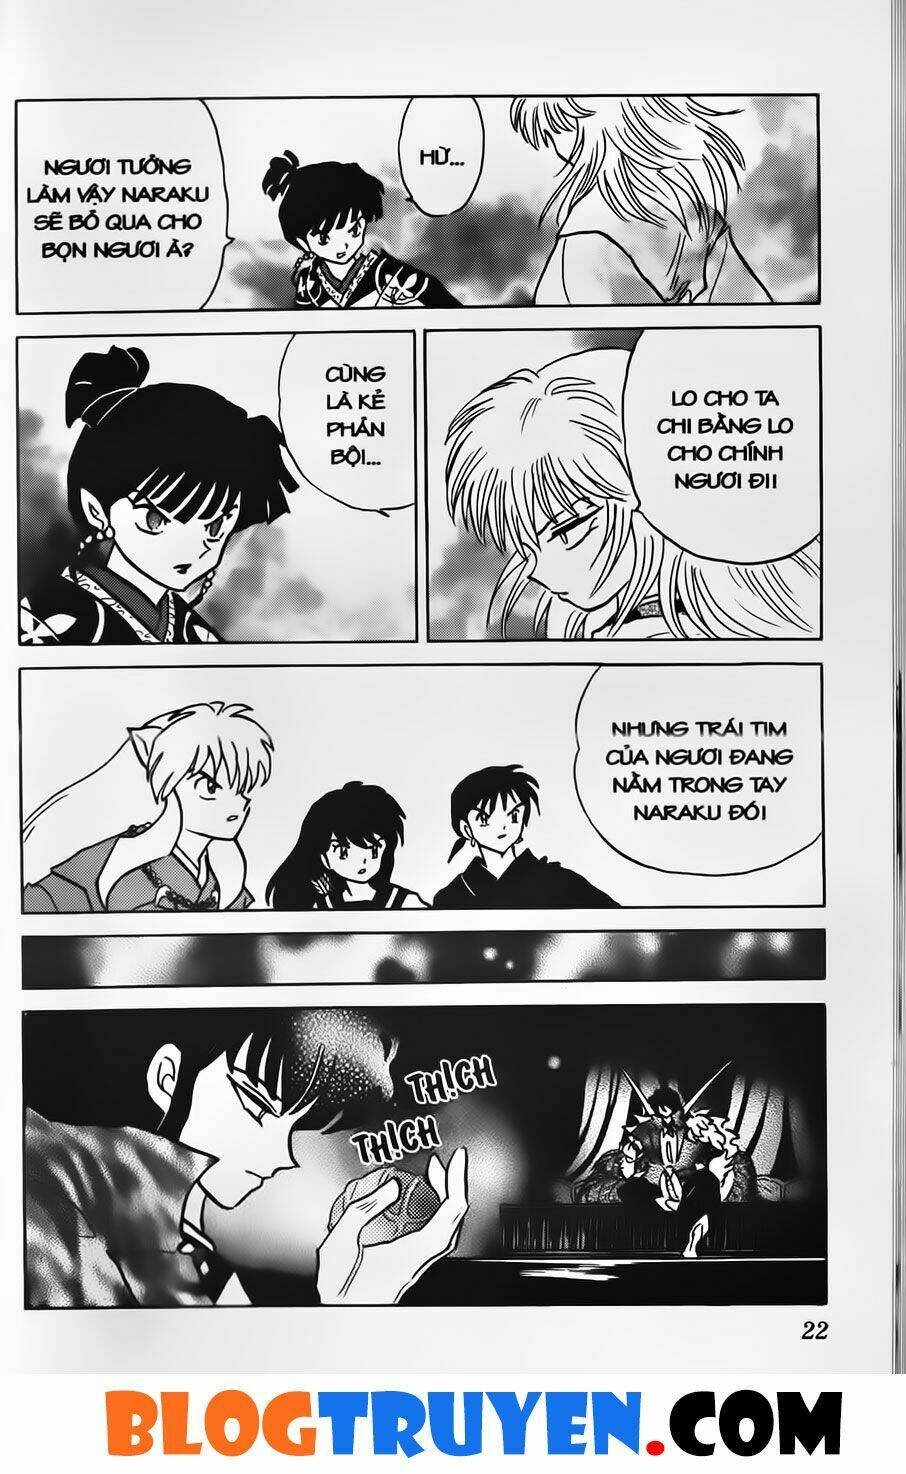 NGƯƠI TƯỞNG
LÀM VẬY NARAKU
SẼ BỎ QUA CHO
BỌN NGƯƠI À?
HỪ...
CÙNG
LÀ KẺ
PHẢN
BỘI...
LO CHO TA
CHI BẰNG LO
CHO CHÍNH
NGƯƠI ĐI!
NHƯNG TRÁI TIM
CỦA NGƯƠI ĐANG
NẰM TRONG TAY
NARAKU ĐÓ!
THỊCH
THỊCH
22
BLOGTRUYEN.COM